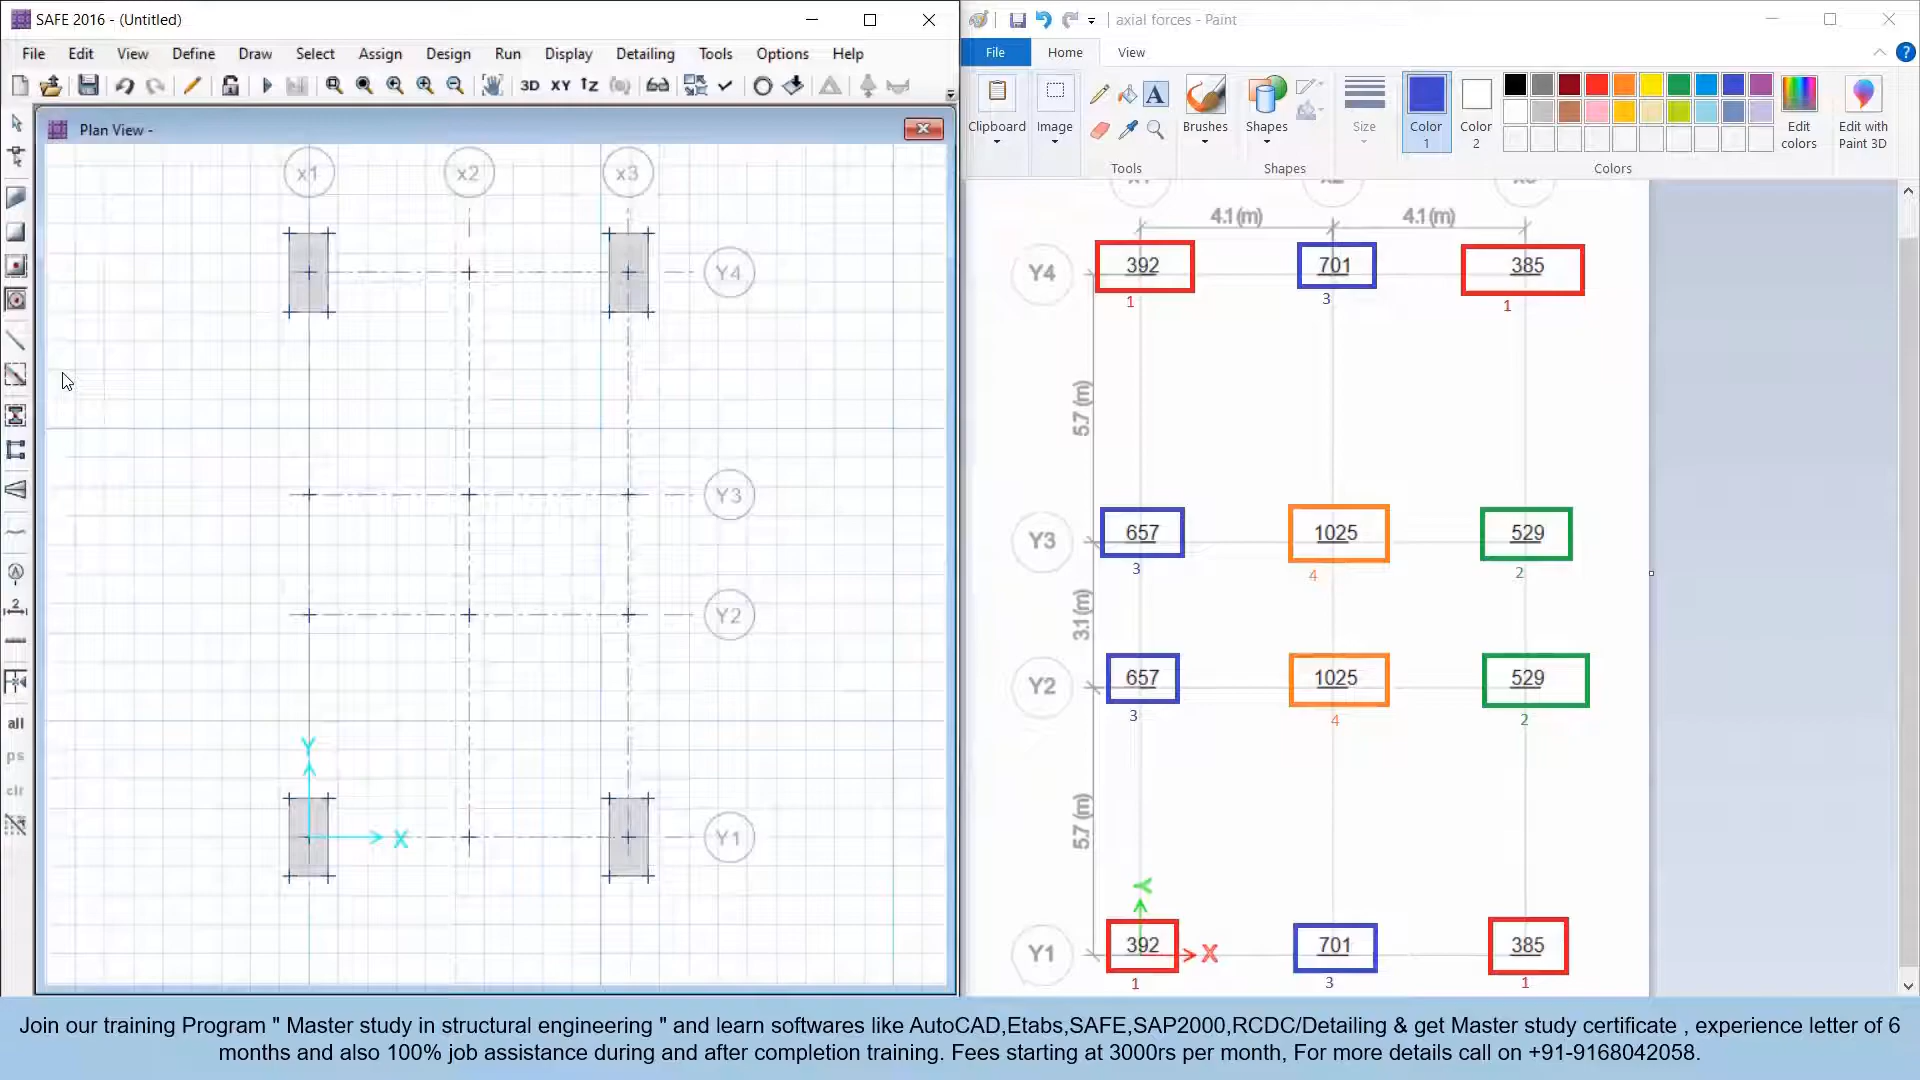 SAFE 2016 - (Untitled)
File Edit View Define Draw Select Assign Design Run Display Detailing Tools Options Help
3D XY
Plan View -
x1 x2 x3
Y4
Y3
Y2
Y
X
Y1
2
all
ps
clr
axial forces - Paint
File Home View
Clipboard Image A Brushes Shapes Size Color 1 Color 2 Edit colors Edit with Paint 3D
Tools Shapes Colors
4.1 (m) 4.1 (m)
Y4 392 701 385
1 3 1
5.7 (m)
Y3 657 1025 529
3 4 2
3.1 (m)
Y2 657 1025 529
3 4 2
5.7 (m)
Y
Y1 392 X 701 385
1 3 1
Join our training Program " Master study in structural engineering " and learn softwares like AutoCAD,Etabs,SAFE,SAP2000,RCDC/Detailing & get Master study certificate , experience letter of 6
months and also 100% job assistance during and after completion training. Fees starting at 3000rs per month, For more details call on +91-9168042058.